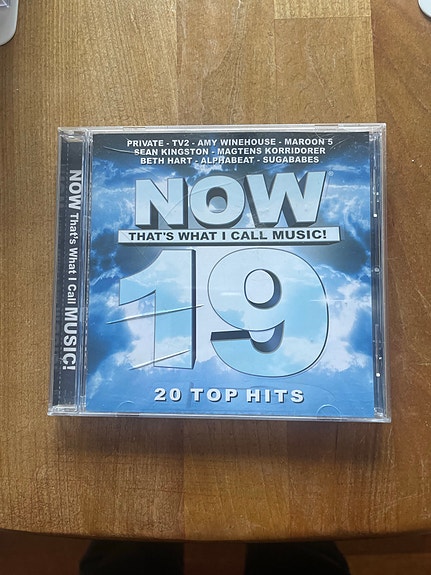 PRIVATE - TV2 - AMY WINEHOUSE - MAROON 5
SEAN KINGSTON - MAGTENS KORRIDORER
BETH HART - ALPHABEAT - SUGABABES
NOW®
THAT'S WHAT I CALL MUSIC!
19
20 TOP HITS
NOW That's What I Call MUSIC!